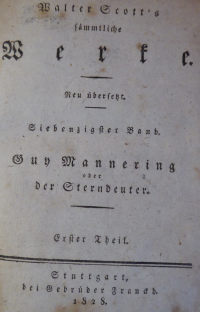 Walter Scott's
sämmtliche
Werke.
Neu übersetzt.
Siebenzigster Band.
Guy Mannering
oder
der Sterndeuter.
Erster Theil.
Stuttgart,
bei Gebrüder Franckh.
1828.